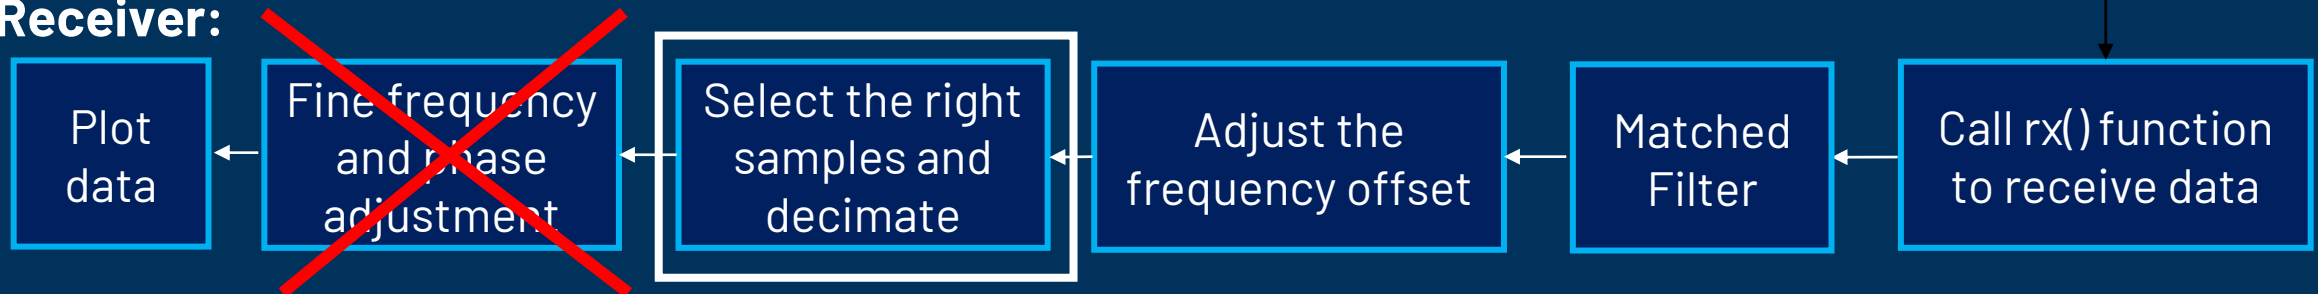 Receiver:
Plot
data
Fine frequency
and phase
adjustment
Select the right
samples and
decimate
Adjust the
frequency offset
Matched
Filter
Call rx() function
to receive data